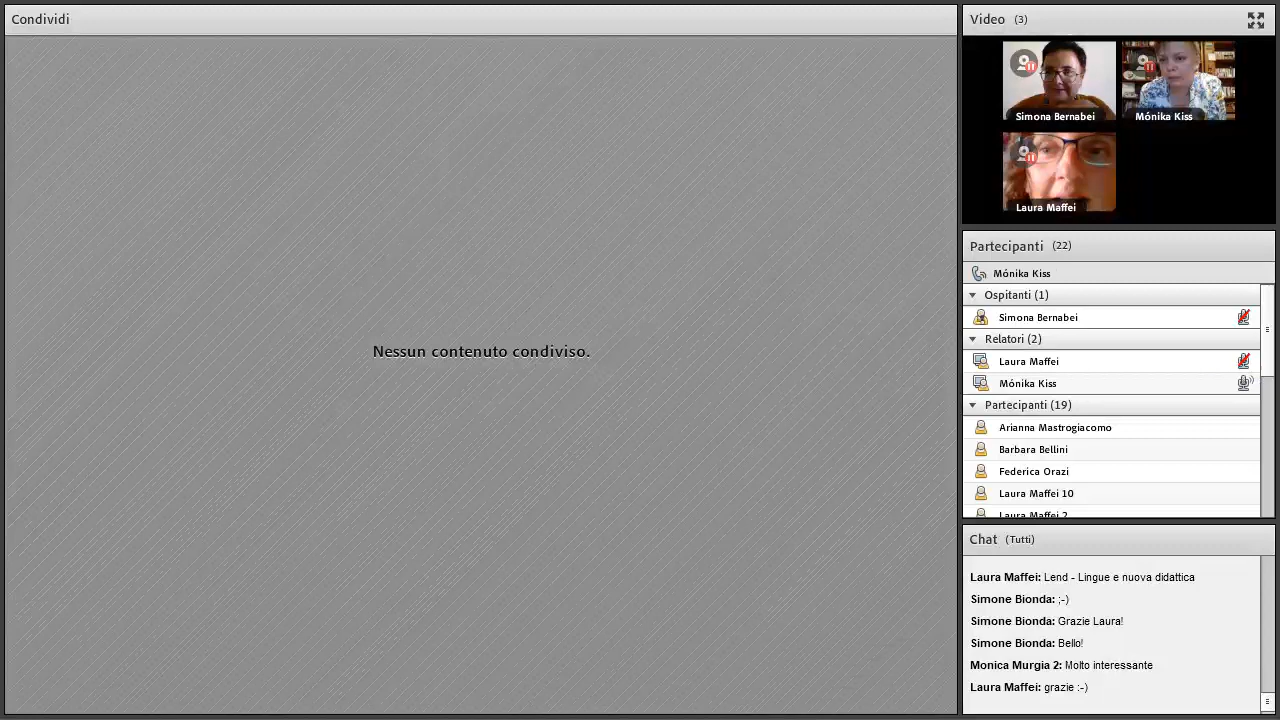 Condividi
Nessun contenuto condiviso.
Video (3)
Simona Bernabei
Mónika Kiss
Laura Maffei
Partecipanti (22)
Mónika Kiss
Ospitanti (1)
Simona Bernabei
Relatori (2)
Laura Maffei
Mónika Kiss
Partecipanti (19)
Arianna Mastrogiacomo
Barbara Bellini
Federica Orazi
Laura Maffei 10
Laura Maffei 2
Chat (Tutti)
Laura Maffei: Lend - Lingue e nuova didattica
Simone Bionda: ;-)
Simone Bionda: Grazie Laura!
Simone Bionda: Bello!
Monica Murgia 2: Molto interessante
Laura Maffei: grazie :-)